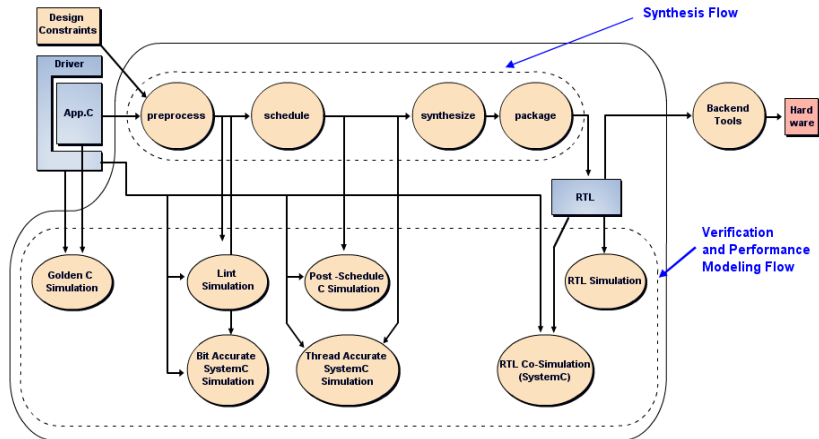 Design
Constraints
Synthesis Flow
Driver
App.C
preprocess
schedule
synthesize
package
Backend
Tools
Hard
ware
RTL
Verification
and Performance
Modeling Flow
Golden C
Simulation
Lint
Simulation
Post -Schedule
C Simulation
RTL Simulation
Bit Accurate
SystemC
Simulation
Thread Accurate
SystemC
Simulation
RTL Co-Simulation
(SystemC)